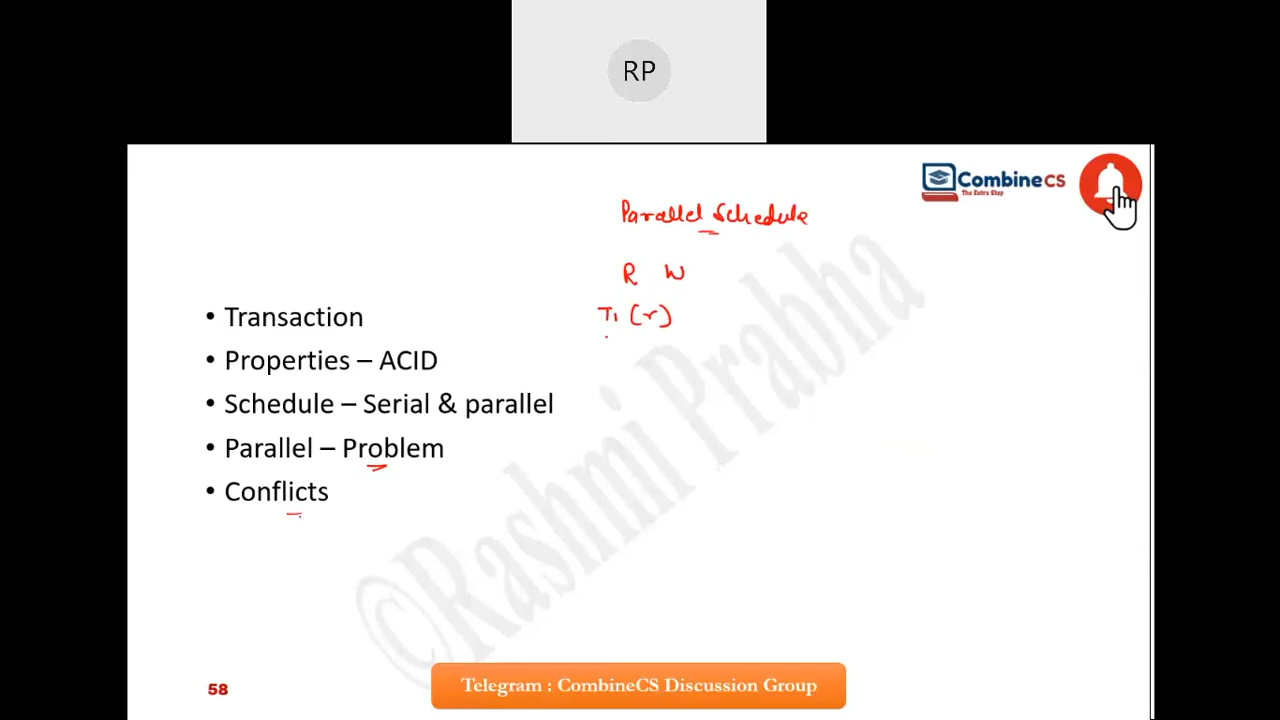 RP
CombineCS
The Extra Step
Parallel Schedule
R W
T1 (r)
• Transaction
• Properties – ACID
• Schedule – Serial & parallel
• Parallel – Problem
• Conflicts
©Rashmi Prabha
58
Telegram : CombineCS Discussion Group